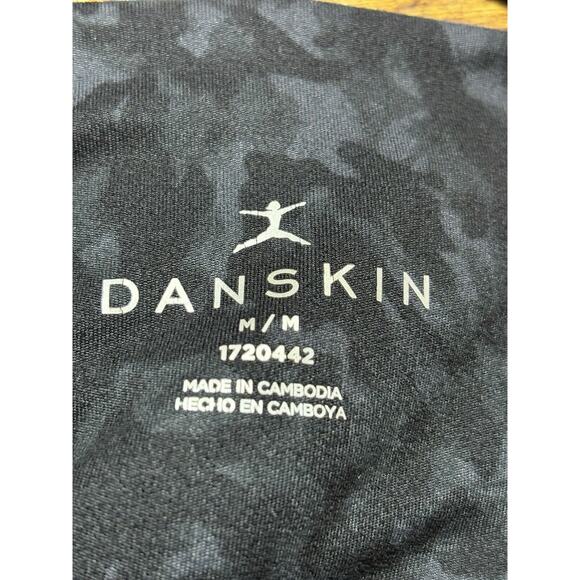 DANSKIN
M/M
1720442
MADE IN CAMBODIA
HECHO EN CAMBOYA